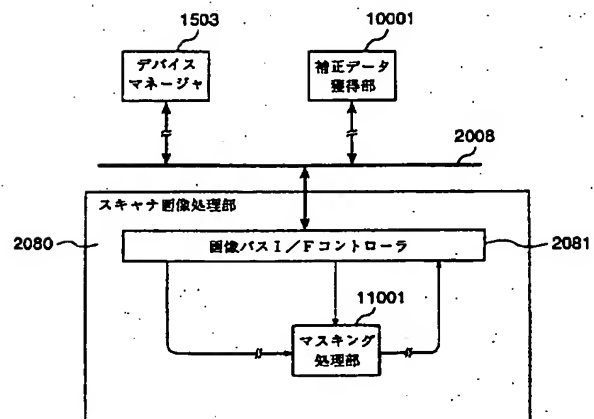 1503
10001
デバイス
マネージャ
補正データ
獲得部
2008
スキャナ画像処理部
2080
画像バスI/Fコントローラ
2081
11001
マスキング
処理部